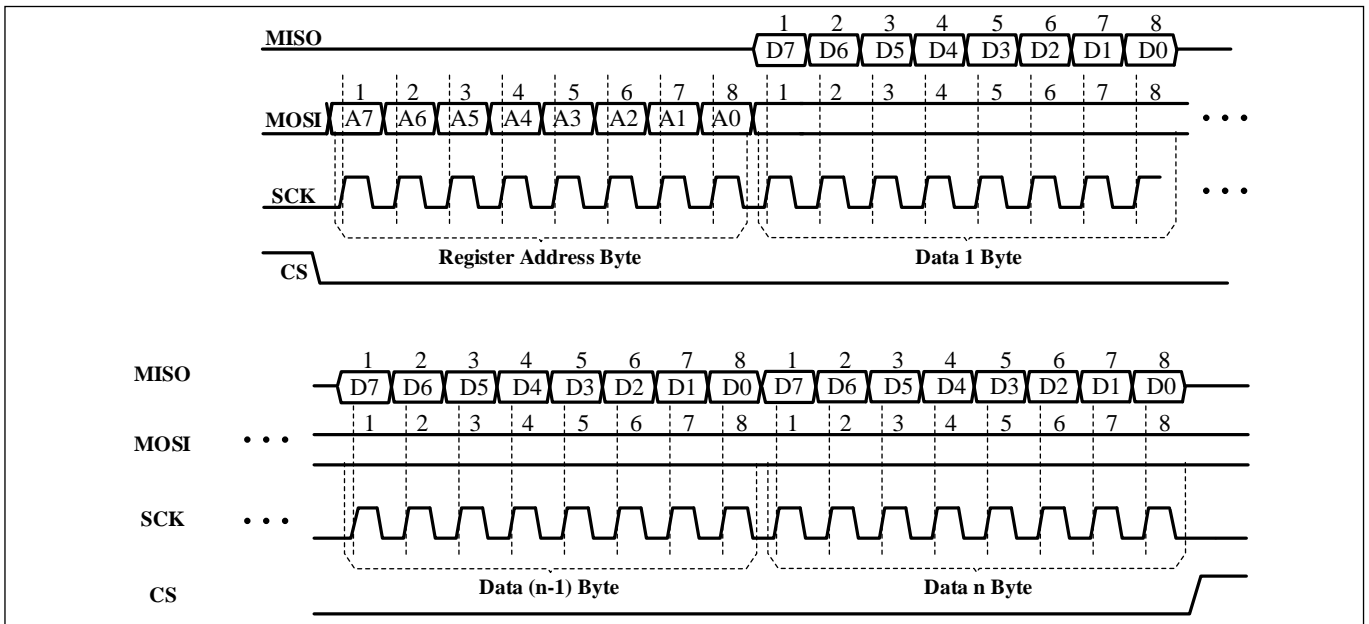 1 2 3 4 5 6 7 8
MISO D7 D6 D5 D4 D3 D2 D1 D0
1 2 3 4 5 6 7 8 1 2 3 4 5 6 7 8
MOSI A7 A6 A5 A4 A3 A2 A1 A0 • • •
SCK • • •
Register Address Byte Data 1 Byte
CS
1 2 3 4 5 6 7 8 1 2 3 4 5 6 7 8
MISO D7 D6 D5 D4 D3 D2 D1 D0 D7 D6 D5 D4 D3 D2 D1 D0
1 2 3 4 5 6 7 8 1 2 3 4 5 6 7 8
MOSI • • •
SCK • • •
Data (n-1) Byte Data n Byte
CS